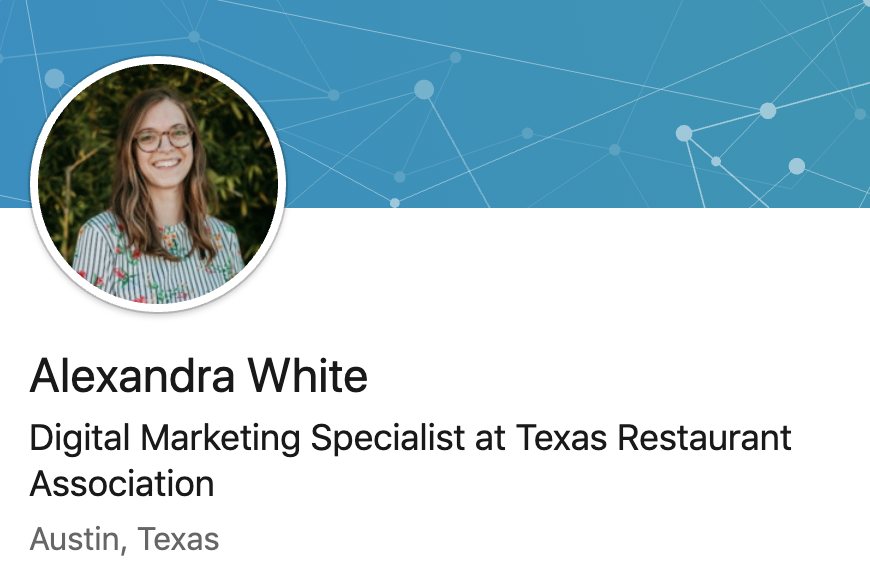 Alexandra White
Digital Marketing Specialist at Texas Restaurant
Association
Austin, Texas